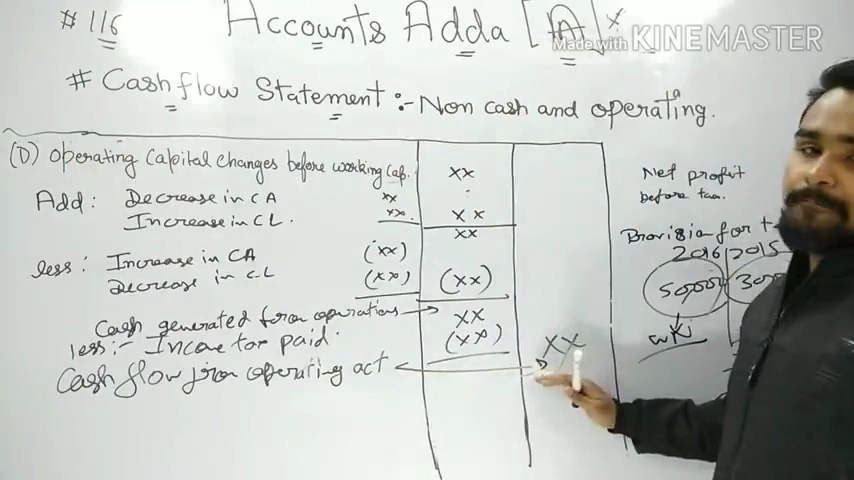 # 116 Accounts Adda [A]
Made with KINEMASTER
# Cash flow Statement :- Non cash and operating.
(D) operating Capital changes before working Cap. xx
Add: Decrease in CA xx
Increase in CL. xx xx
xx
less: Increase in CA (xx)
Decrease in CL (xx) (xx)
Cash generated from operations → xx
less:- Income tax paid. (xx)
Cash flow from operating act xx
Net profit
before tax.
Provision for t
2016 2015
50000 3000